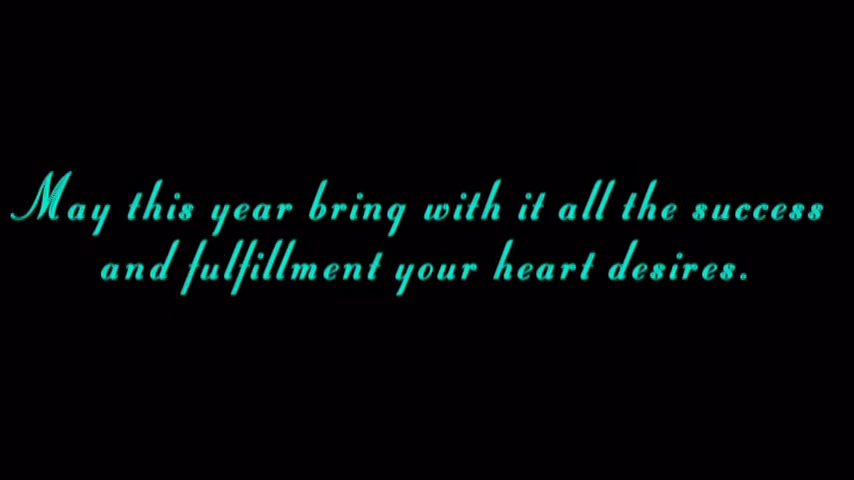 May this year bring with it all the success
and fulfillment your heart desires.